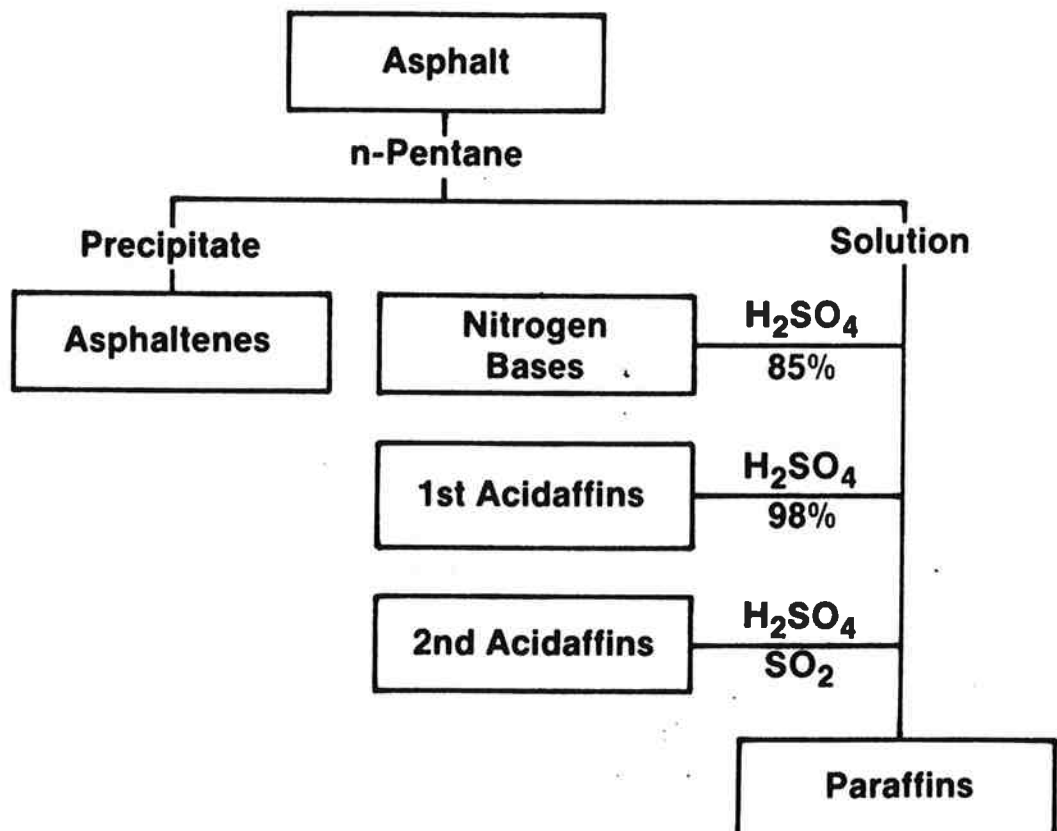 Asphalt
n-Pentane
Precipitate
Solution
Asphaltenes
Nitrogen
Bases
H₂SO₄
85%
1st Acidaffins
H₂SO₄
98%
2nd Acidaffins
H₂SO₄
SO₂
Paraffins